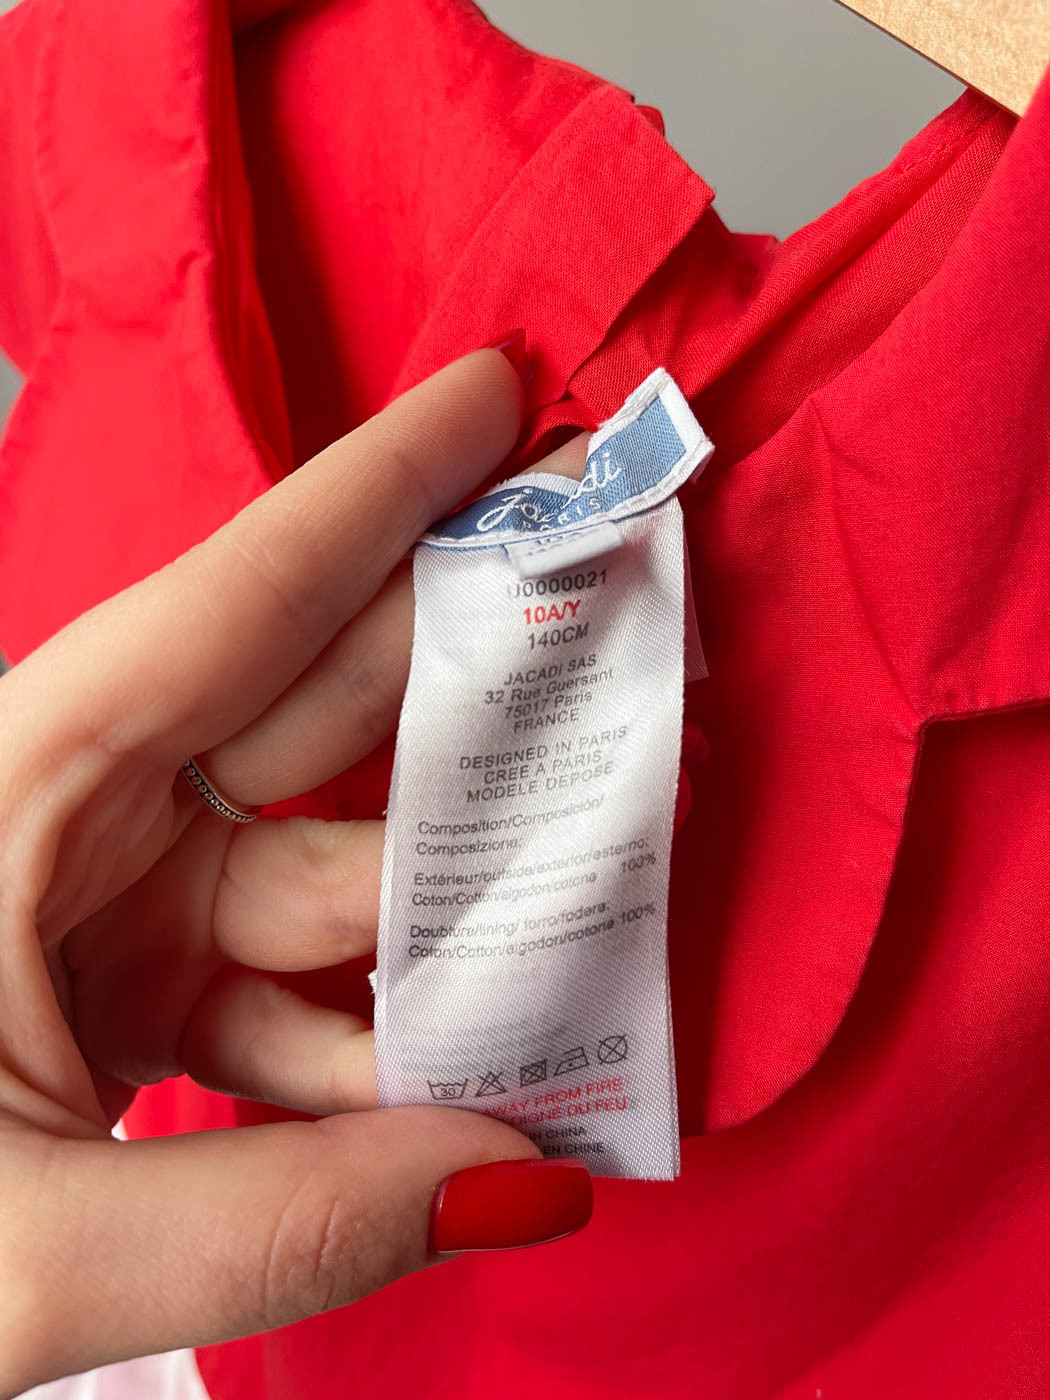 PARIS
0000021
10A/Y
140CM
JACADI SAS
32 Rue Guersant
75017 Paris
FRANCE
DESIGNED IN PARIS
CREE A PARIS
MODELE DEPOSE
Composition/Composición/
Composizione:
Extérieur/outside/exterior/esterno:
Coton/Cotton/algodon/cotone 100%
Doublure/lining/ forro/fodera:
Coton/Cotton/algodon/cotone 100%
30
AWAY FROM FIRE
DU FEU
IN CHINA
EN CHINE